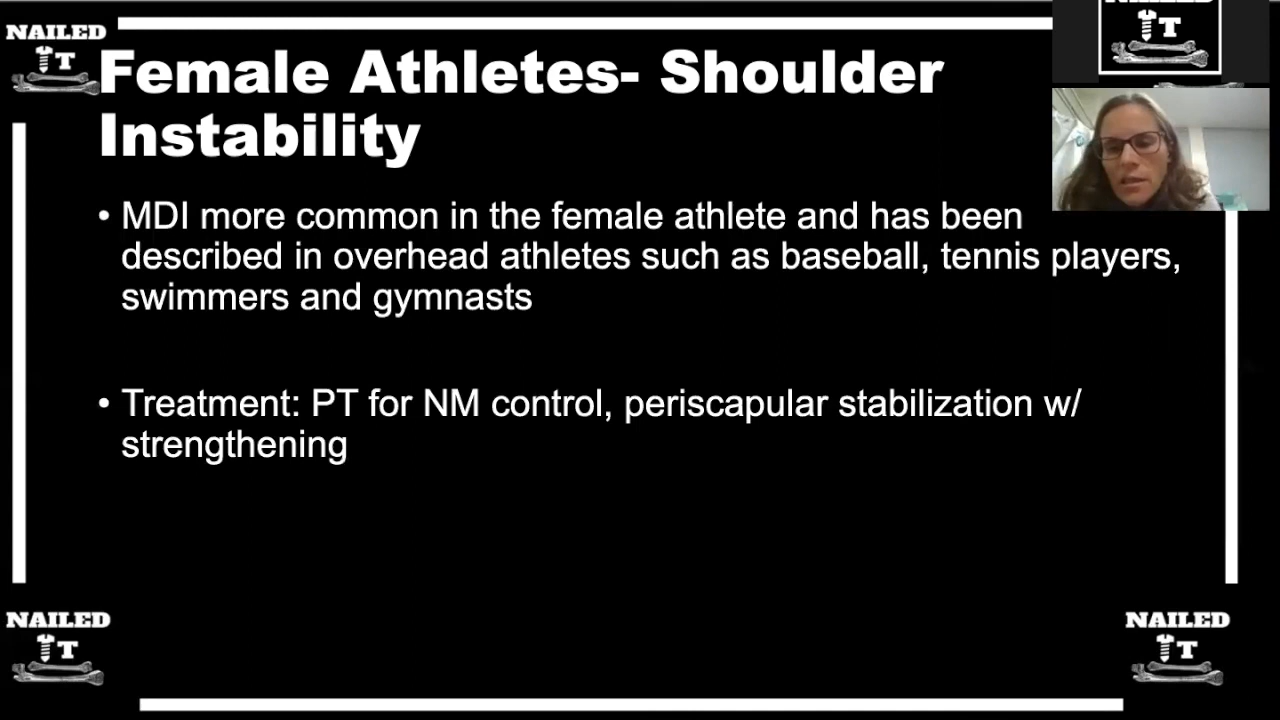 NAILED
IT
Female Athletes- Shoulder
Instability
• MDI more common in the female athlete and has been
described in overhead athletes such as baseball, tennis players,
swimmers and gymnasts
• Treatment: PT for NM control, periscapular stabilization w/
strengthening
NAILED
IT
NAILED
IT
IT